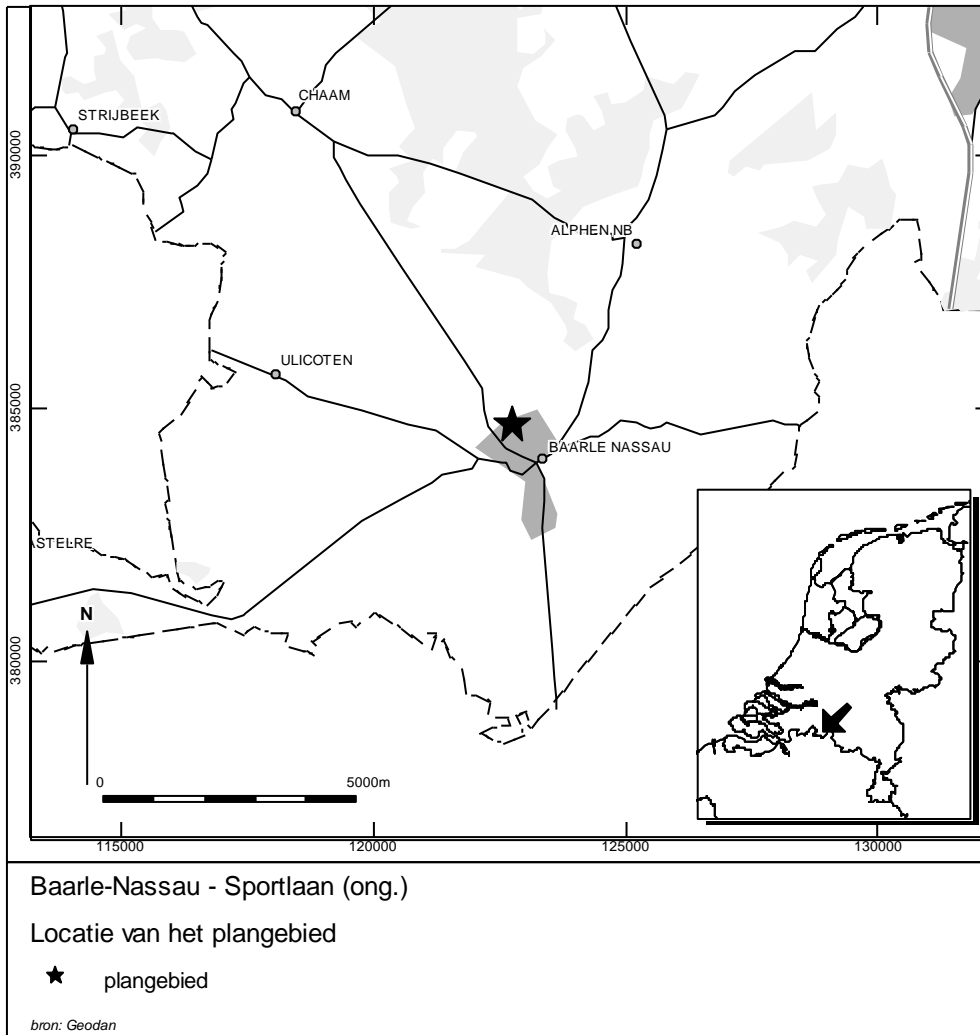 CHAAM
STRIJBEEK
390000
ALPHEN NB
ULICOTEN
385000
BAARLE NASSAU
ASTELRE
N
380000
0 5000m
115000 120000 125000 130000
Baarle-Nassau - Sportlaan (ong.)
Locatie van het plangebied
plangebied
bron: Geodan